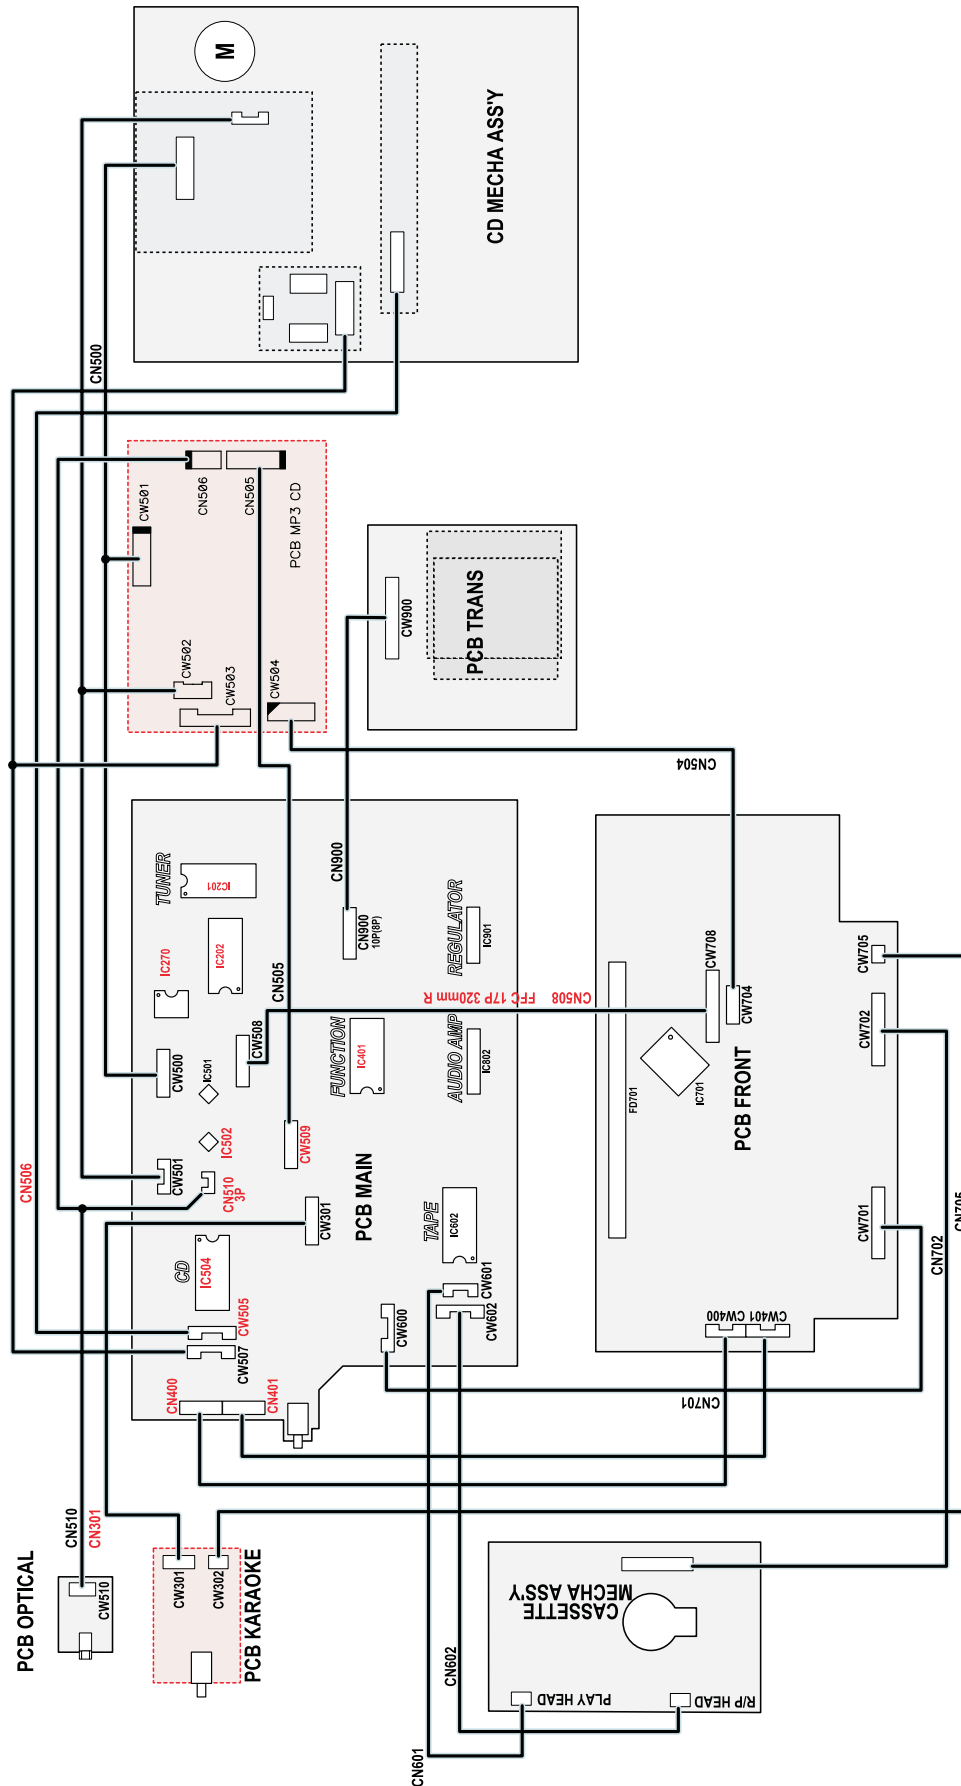 M
CD MECHA ASS'Y
CN500
CW501
CN506
CN505
PCB MP3 CD
CW502
CW503
CW504
CW900
PCB TRANS
CN504
TUNER
IC201
IC270
IC202
CN505
CN900
CN900
10P(8P)
REGULATOR
IC901
CN508 FFC 17P 320mm R
CW500
IC501
CW508
FUNCTION
IC401
AUDIO AMP
IC802
CN506
CW501
IC502
CN510
3P
CW509
CW301
PCB MAIN
TAPE
IC602
CD
IC504
CW505
CW507
CW600
CW601
CW602
CN400
CN401
CW708
CW704
CW705
CW702
FD701
IC701
PCB FRONT
CW701
CW400
CW401
CN701
CN702
CN705
CN510
CN301
PCB OPTICAL
CW510
CW301
CW302
PCB KARAOKE
CASSETTE
MECHA ASS'Y
PLAY HEAD
R/P HEAD
CN602
CN601